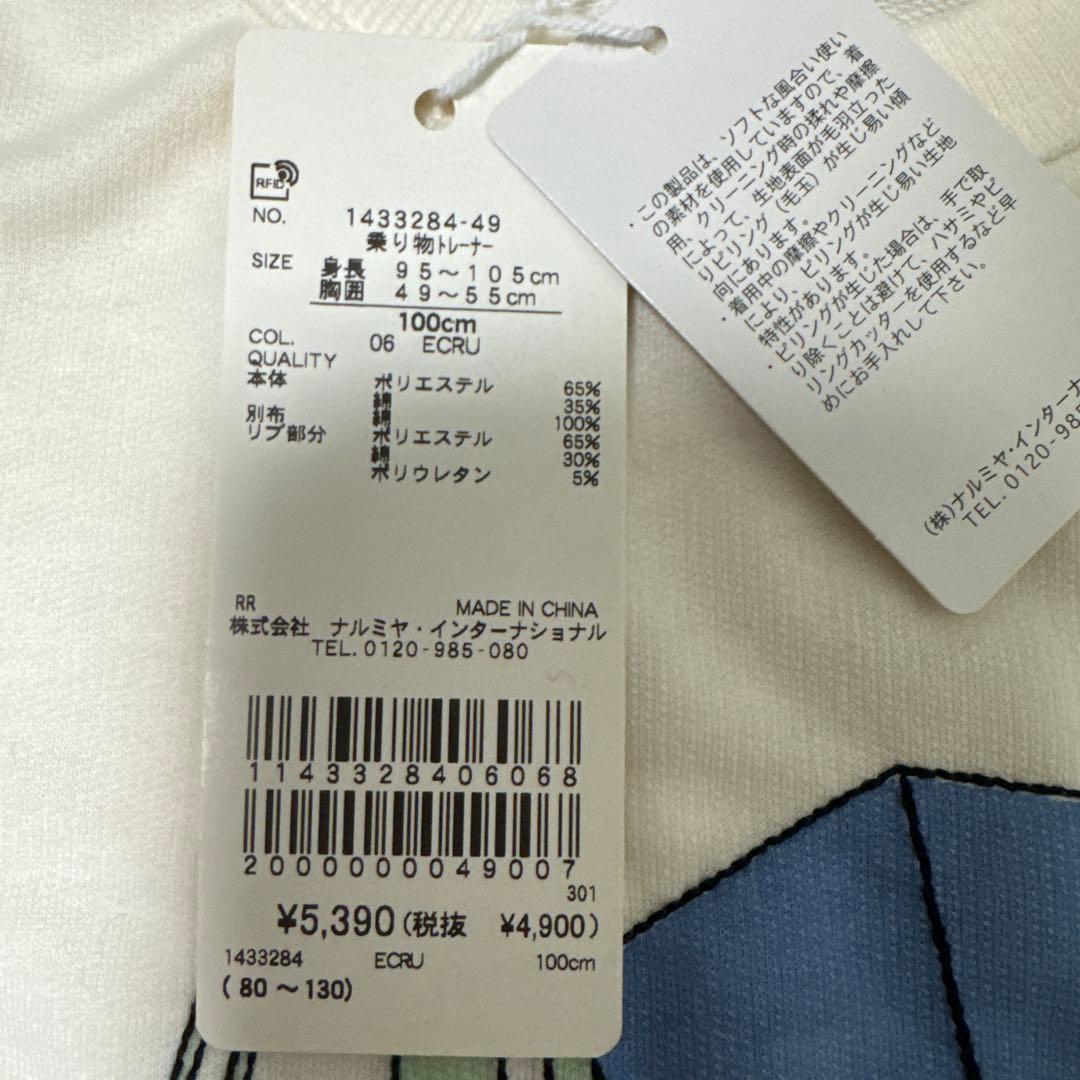 RFID
NO. 1433284-49
乗り物トレーナー
SIZE 身長 95～105cm
胸囲 49～55cm
100cm
COL. 06 ECRU
QUALITY
本体 ポリエステル 65%
綿 35%
別布 綿 100%
リブ部分 ポリエステル 65%
綿 30%
ポリウレタン 5%
RR MADE IN CHINA
株式会社 ナルミヤ・インターナショナル
TEL.0120-985-080
1143328406068
2000000049007
301
¥5,390(税抜 ¥4,900)
1433284 ECRU 100cm
(80～130)
・この製品は、ソフトな風合い使い
の素材を使用していますので、着
用、クリーニング時の揉れや摩擦
によって、生地表面が毛羽立った
りピリング(毛玉)が生じ易い傾
向にあります。
・着用中の摩擦やクリーニングなど
により、ピリングが生じ易い生地
特性があります。
・ピリングが生じた場合は、手で取
り除くことは避けて、ハサミやピ
リングカッターを使用するなど早
めにお手入れして下さい。
(株)ナルミヤ・インターナ
TEL.0120-985